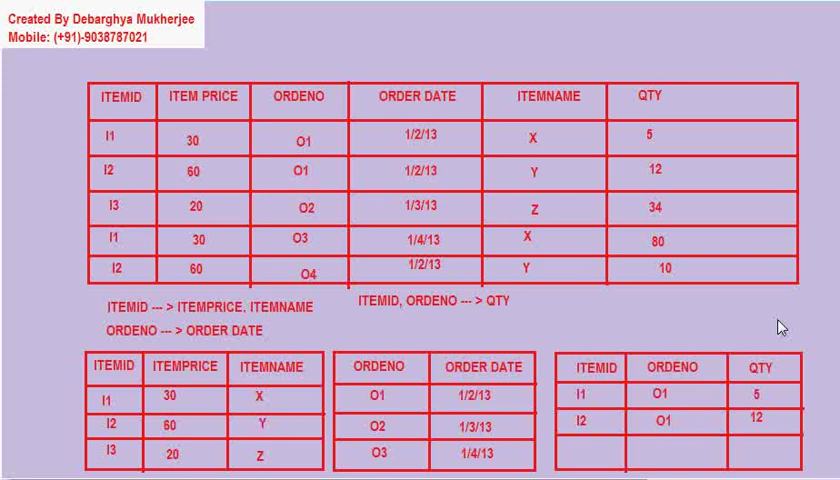 Created By Debarghya Mukherjee
Mobile: (+91)-9038787021
ITEMID ITEM PRICE ORDENO ORDER DATE ITEMNAME QTY
I1 30 O1 1/2/13 X 5
I2 60 O1 1/2/13 Y 12
I3 20 O2 1/3/13 Z 34
I1 30 O3 1/4/13 X 80
I2 60 O4 1/2/13 Y 10
ITEMID --- > ITEMPRICE. ITEMNAME
ITEMID, ORDENO --- > QTY
ORDENO --- > ORDER DATE
ITEMID ITEMPRICE ITEMNAME
I1 30 X
I2 60 Y
I3 20 Z
ORDENO ORDER DATE
O1 1/2/13
O2 1/3/13
O3 1/4/13
ITEMID ORDENO QTY
I1 O1 5
I2 O1 12